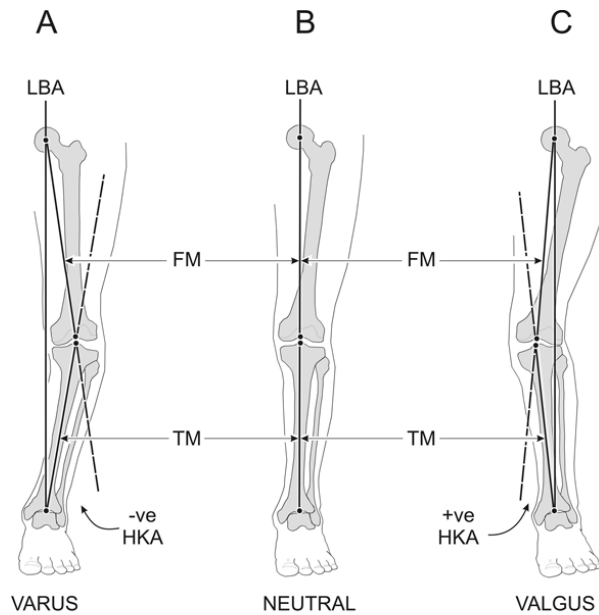 A B C
LBA LBA LBA
FM FM
TM TM
-ve +ve
HKA HKA
VARUS NEUTRAL VALGUS